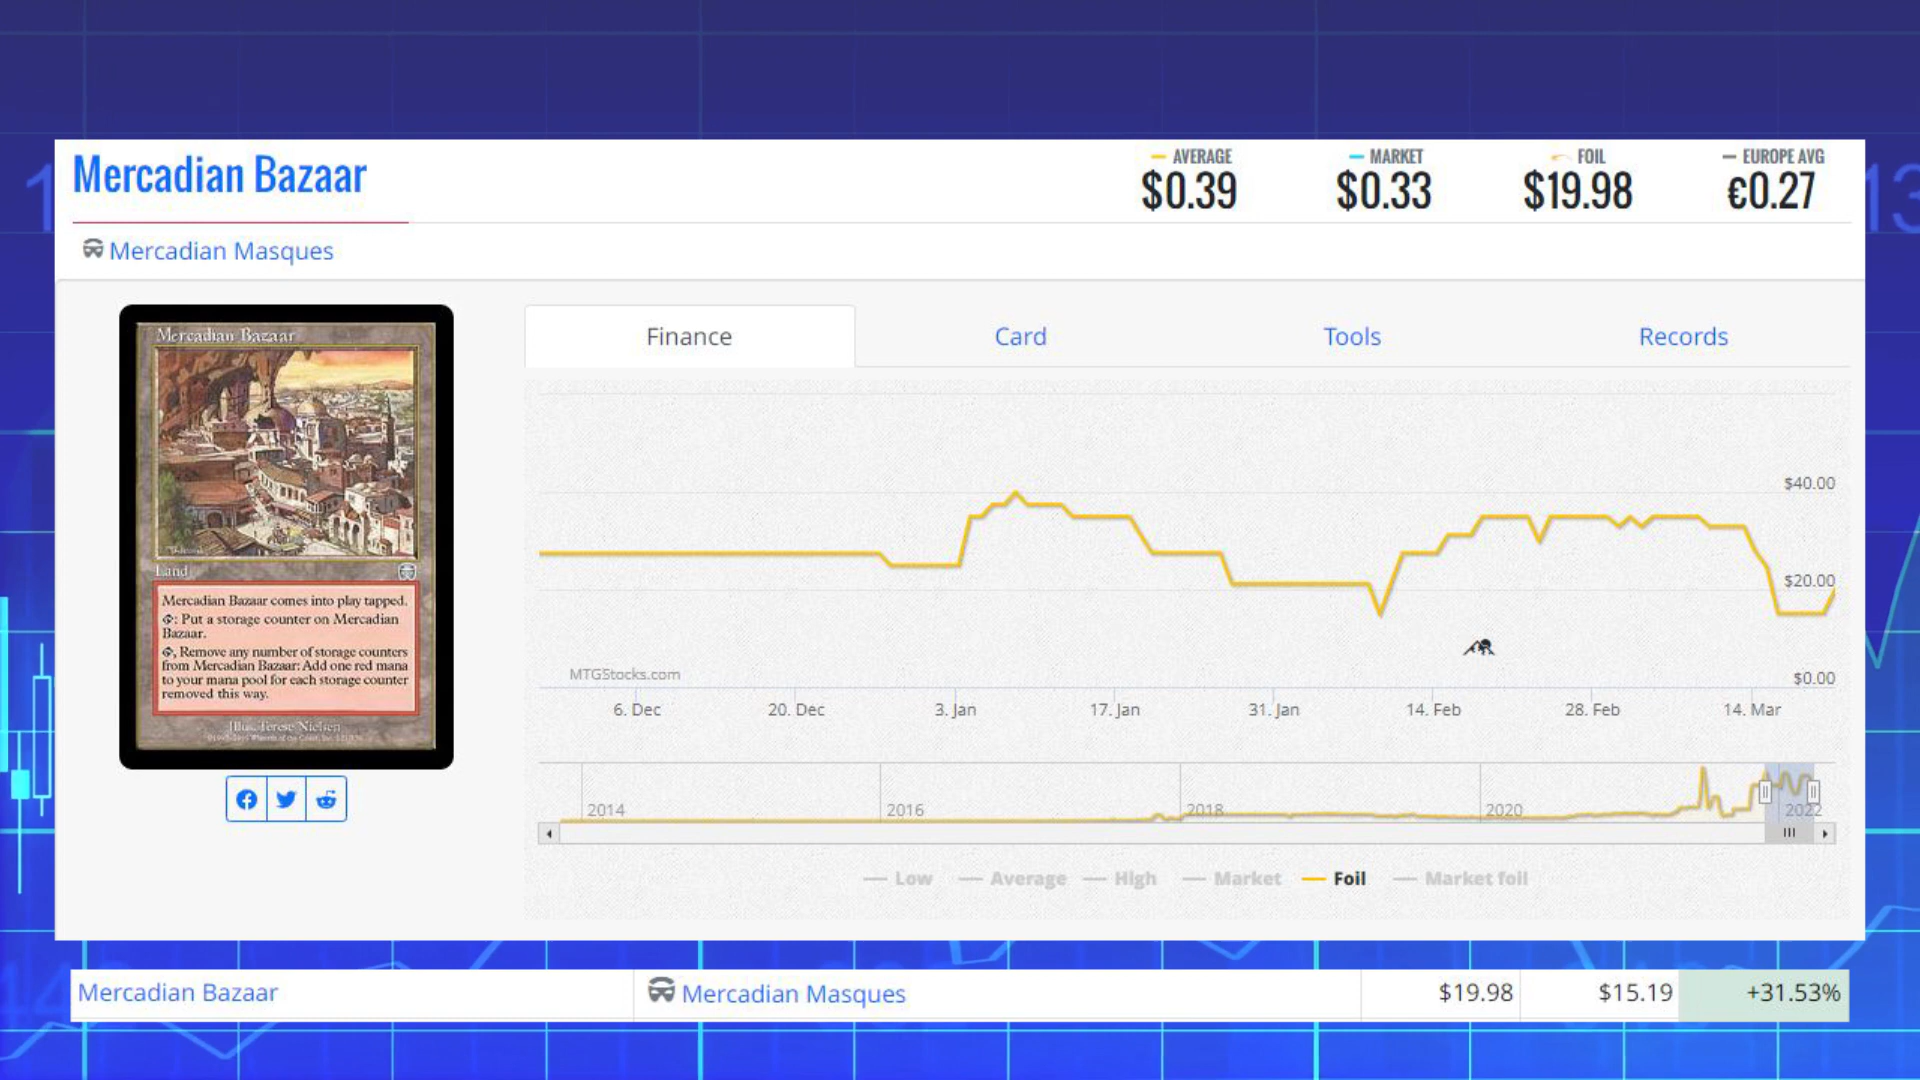 Mercadian Bazaar
AVERAGE
$0.39
MARKET
$0.33
FOIL
$19.98
EUROPE AVG
€0.27
Mercadian Masques
Mercadian Bazaar
Land
Mercadian Bazaar comes into play tapped.
: Put a storage counter on Mercadian
Bazaar.
, Remove any number of storage counters
from Mercadian Bazaar: Add one red mana
to your mana pool for each storage counter
removed this way.
Illus. Terese Nielsen
Finance
Card
Tools
Records
$40.00
$20.00
$0.00
MTGStocks.com
6. Dec
20. Dec
3. Jan
17. Jan
31. Jan
14. Feb
28. Feb
14. Mar
2014
2016
2018
2020
2022
Low
Average
High
Market
Foil
Market foil
Mercadian Bazaar
Mercadian Masques
$19.98
$15.19
+31.53%
13